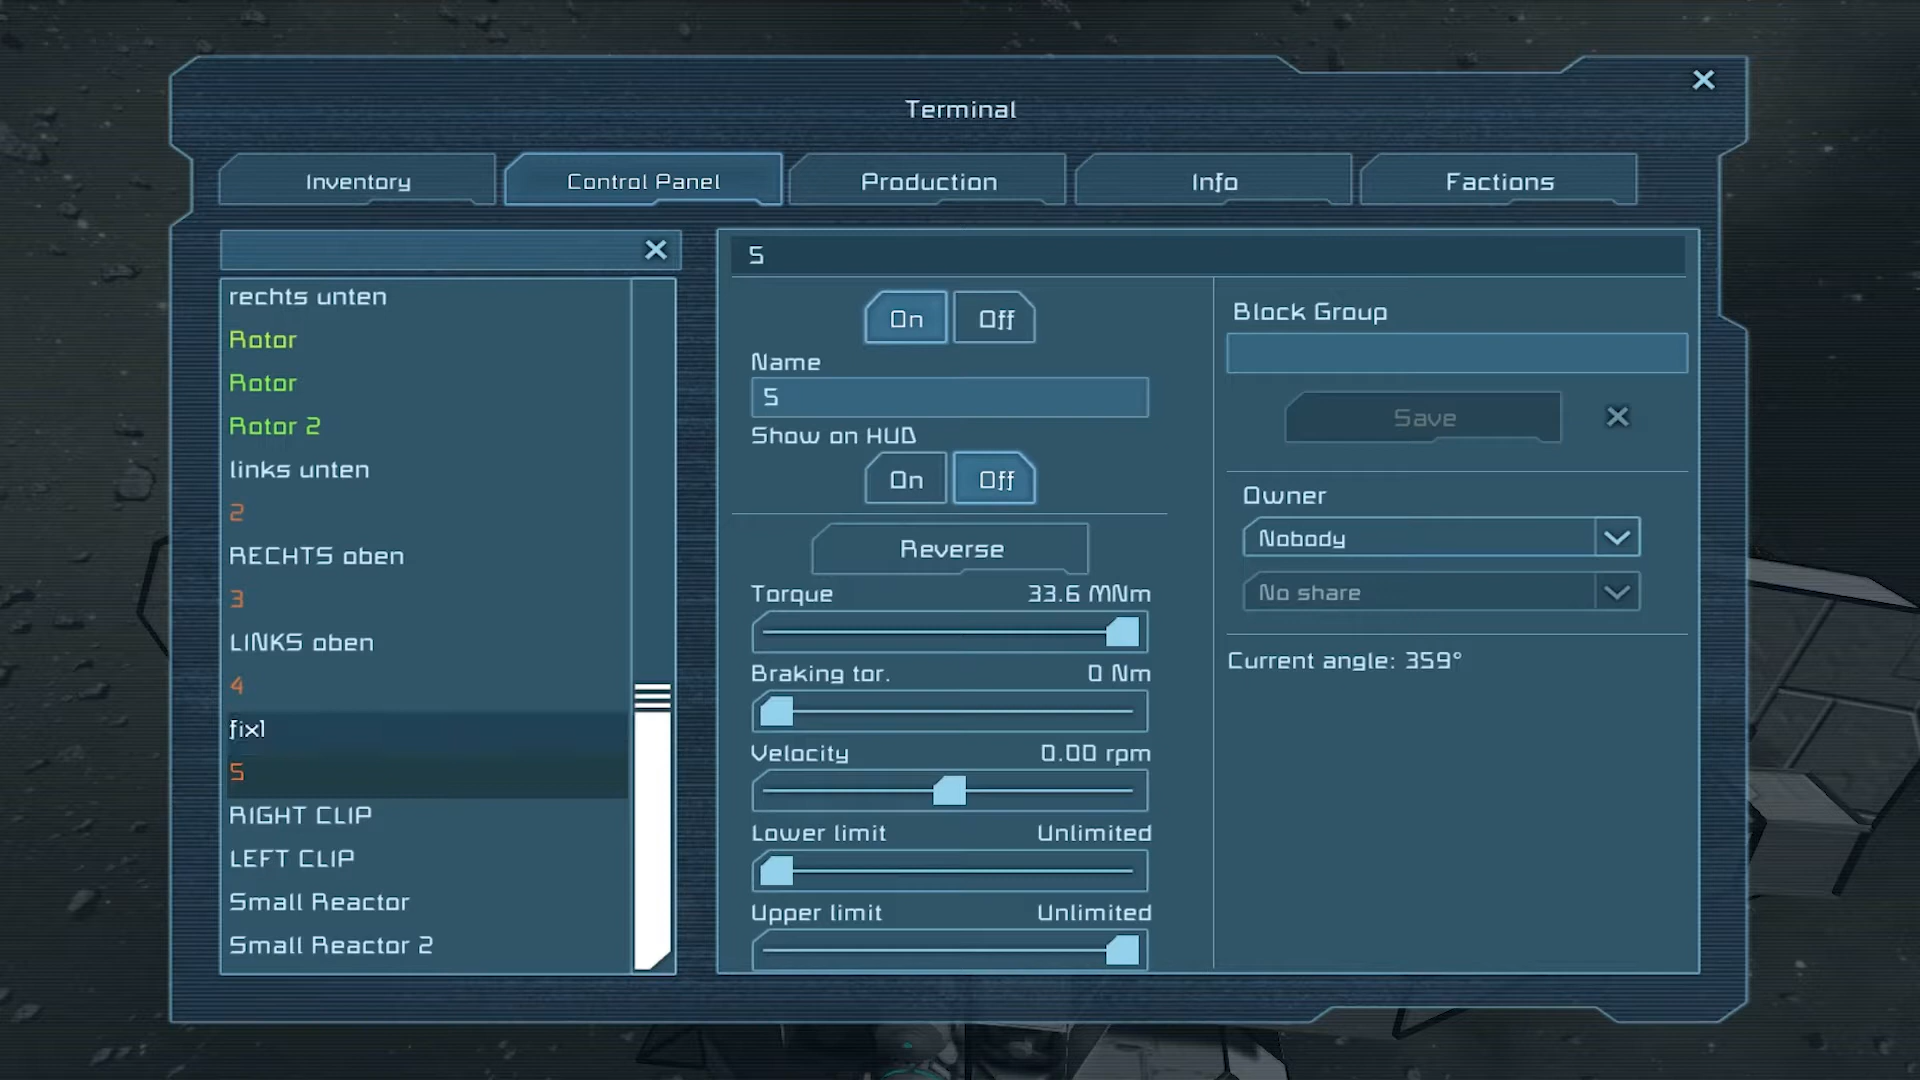 Terminal
Inventory
Control Panel
Production
Info
Factions
rechts unten
Rotor
Rotor
Rotor 2
links unten
2
RECHTS oben
3
LINKS oben
4
fix1
5
RIGHT CLIP
LEFT CLIP
Small Reactor
Small Reactor 2
5
On Off
Name
5
Show on HUD
On Off
Reverse
Torque 33.6 MNm
Braking tor. 0 Nm
Velocity 0.00 rpm
Lower limit Unlimited
Upper limit Unlimited
Block Group
Save
Owner
Nobody
No share
Current angle: 359°